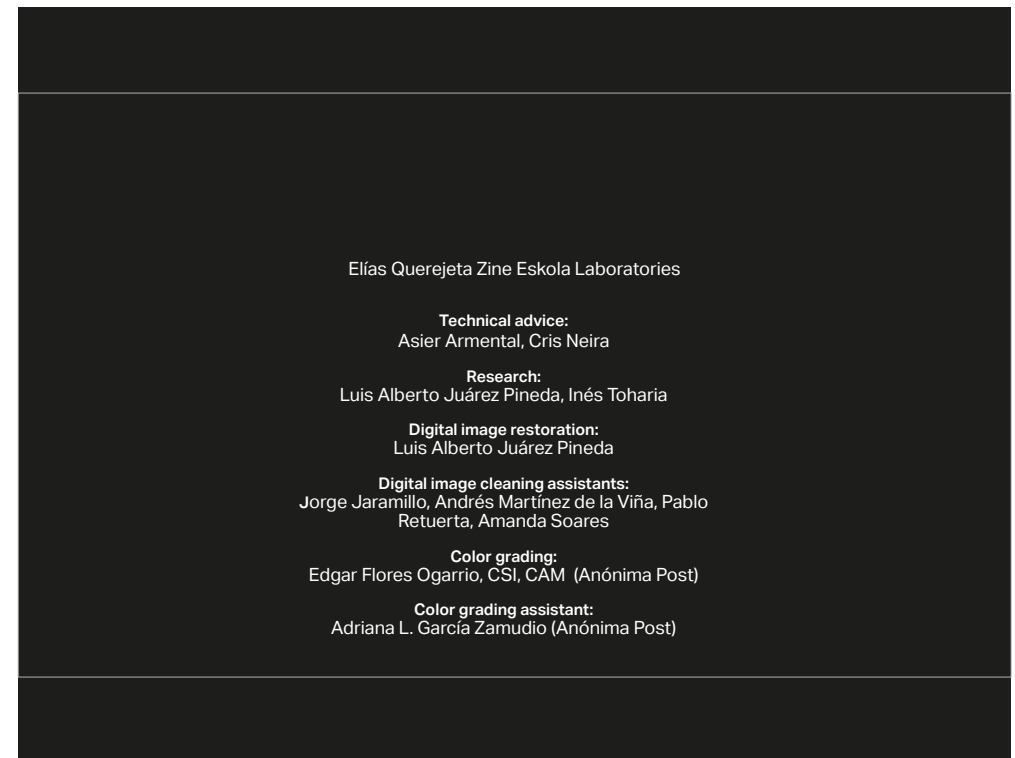 Elías Querejeta Zine Eskola Laboratories
Technical advice:
Asier Armental, Cris Neira
Research:
Luis Alberto Juárez Pineda, Inés Toharia
Digital image restoration:
Luis Alberto Juárez Pineda
Digital image cleaning assistants:
Jorge Jaramillo, Andrés Martínez de la Viña, Pablo
Retuerta, Amanda Soares
Color grading:
Edgar Flores Ogarrio, CSI, CAM  (Anónima Post)
Color grading assistant:
Adriana L. García Zamudio (Anónima Post)